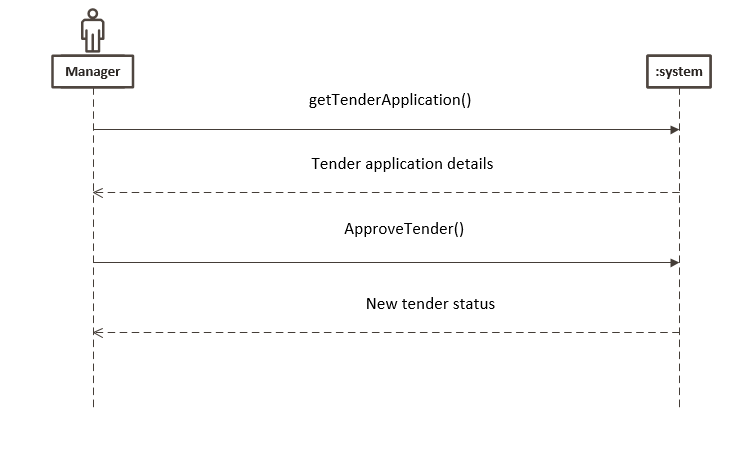 Manager
:system
getTenderApplication()
Tender application details
ApproveTender()
New tender status